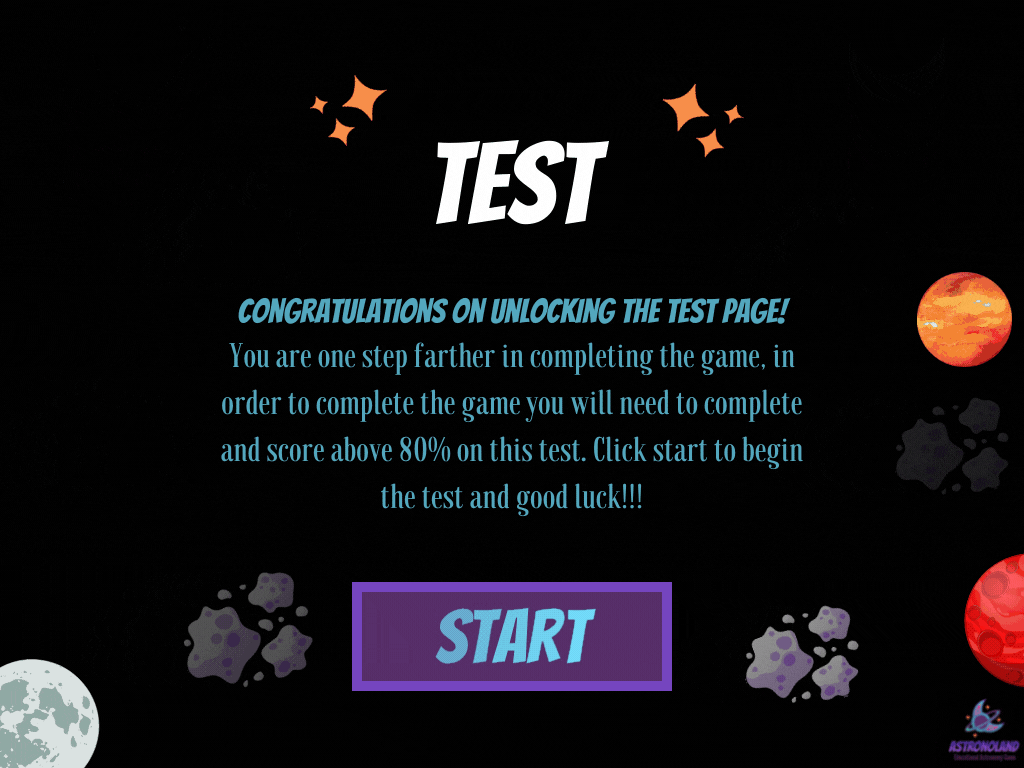 TEST
CONGRATULATIONS ON UNLOCKING THE TEST PAGE!
You are one step farther in completing the game, in
order to complete the game you will need to complete
and score above 80% on this test. Click start to begin
the test and good luck!!!
START
ASTRONOLAND